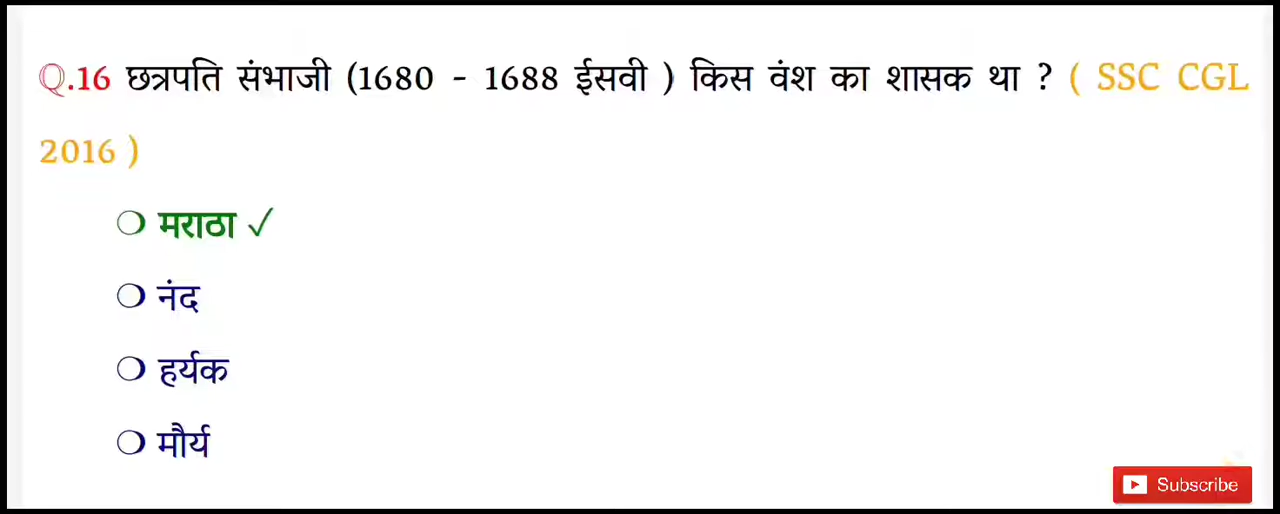 Q.16 छत्रपति संभाजी (1680 - 1688 ईसवी ) किस वंश का शासक था ? ( SSC CGL
2016 )
❍ मराठा ✓
❍ नंद
❍ हर्यक
❍ मौर्य
Subscribe